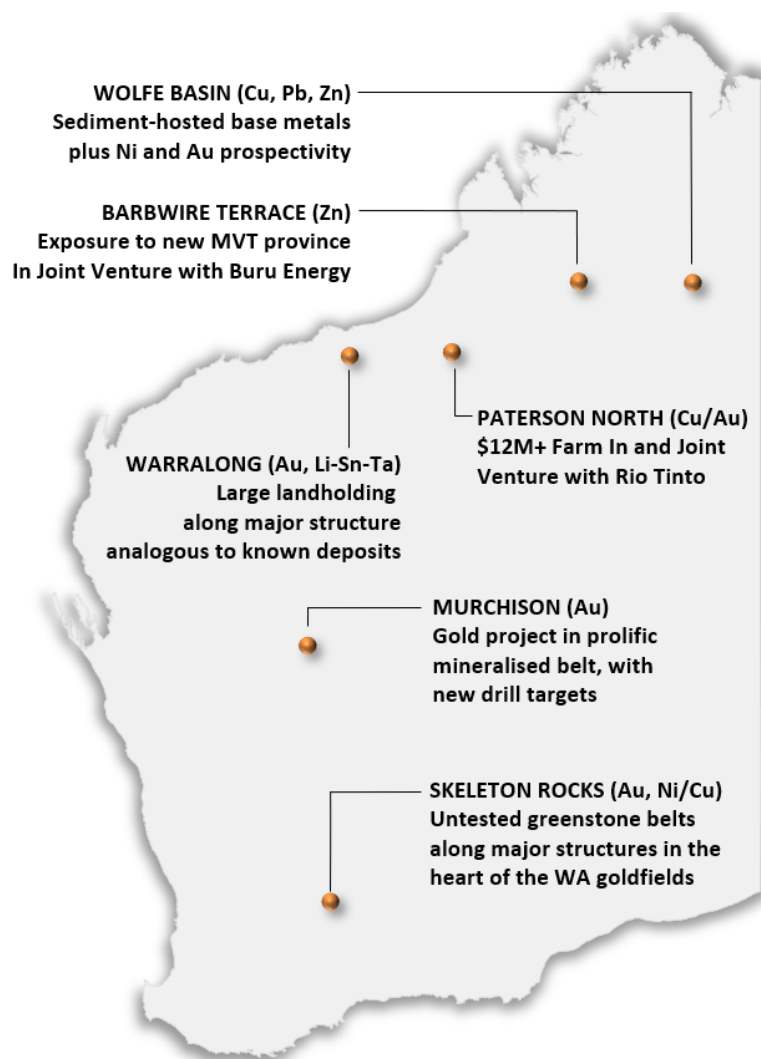 WOLFE BASIN (Cu, Pb, Zn)
Sediment-hosted base metals
plus Ni and Au prospectivity
BARBWIRE TERRACE (Zn)
Exposure to new MVT province
In Joint Venture with Buru Energy
PATERSON NORTH (Cu/Au)
$12M+ Farm In and Joint
Venture with Rio Tinto
WARRALONG (Au, Li-Sn-Ta)
Large landholding
along major structure
analogous to known deposits
MURCHISON (Au)
Gold project in prolific
mineralised belt, with
new drill targets
SKELETON ROCKS (Au, Ni/Cu)
Untested greenstone belts
along major structures in the
heart of the WA goldfields